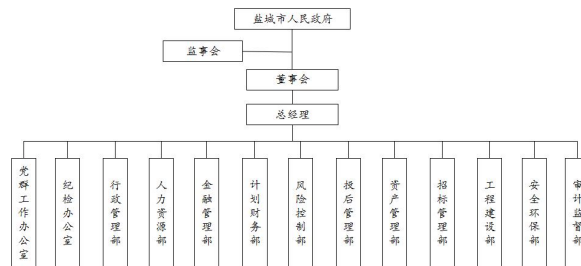 盐城市人民政府
监事会
董事会
总经理
党群工作办公室
纪检办公室
行政管理部
人力资源部
金融管理部
计划财务部
风险控制部
投后管理部
资产管理部
招标管理部
工程建设部
安全环保部
审计监督部